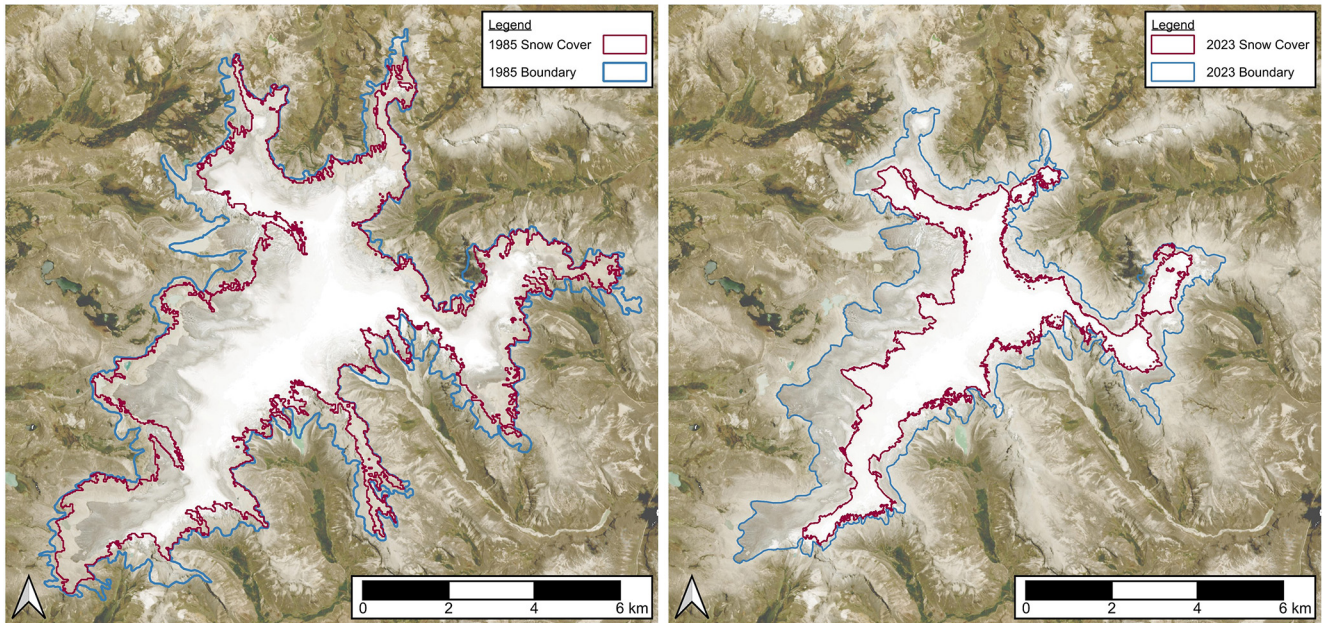 Legend
1985 Snow Cover
1985 Boundary
0 2 4 6 km
Legend
2023 Snow Cover
2023 Boundary
0 2 4 6 km